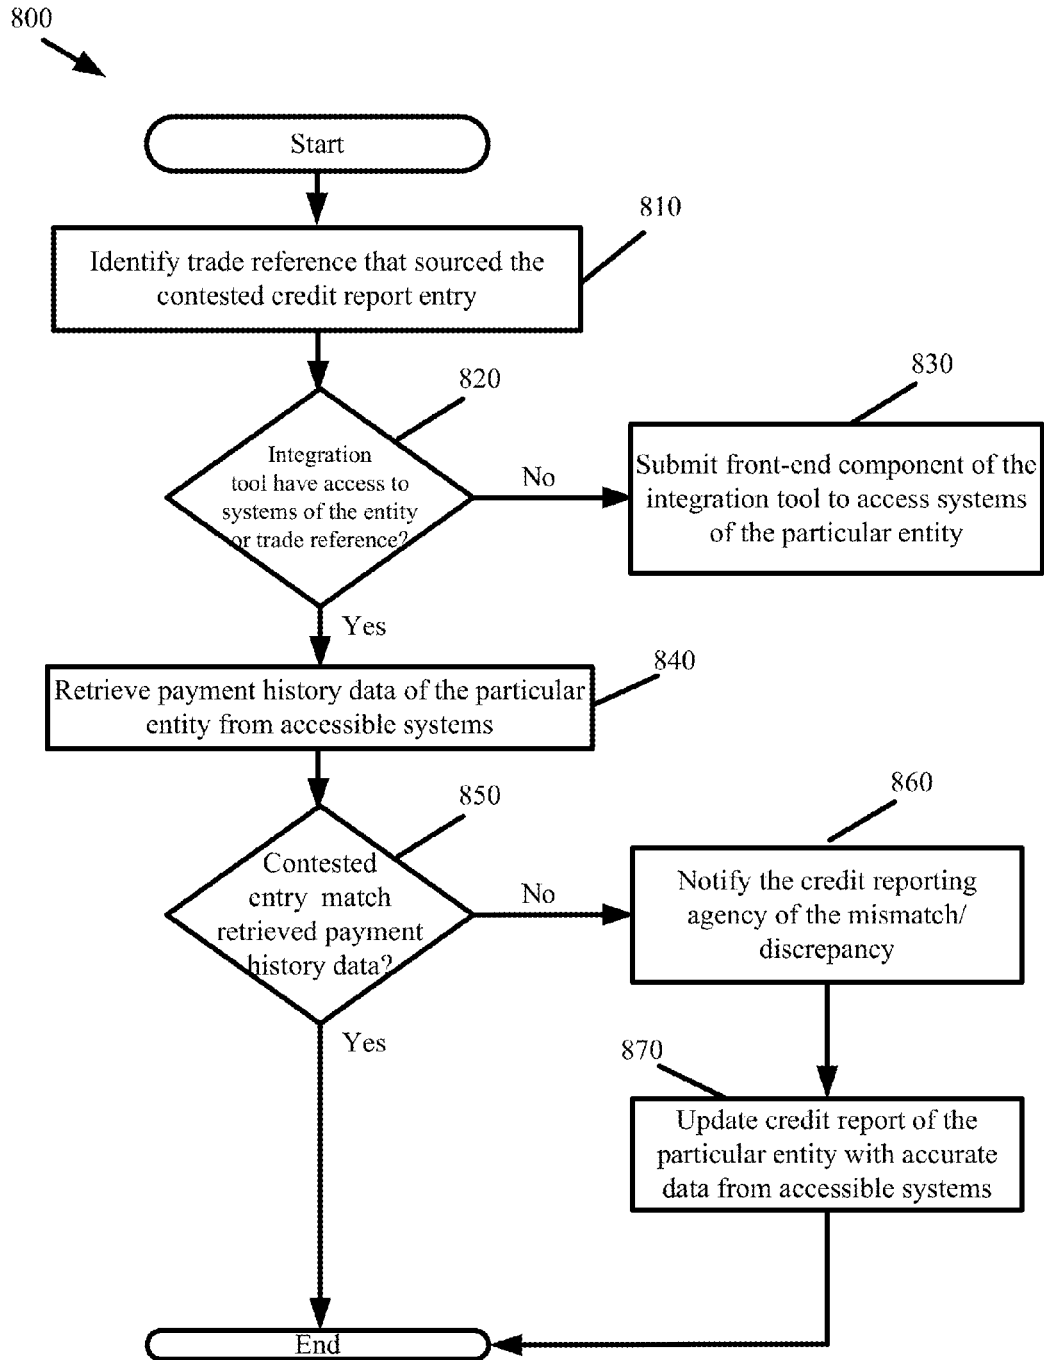 800
Start
810
Identify trade reference that sourced the
contested credit report entry
820
830
Integration
tool have access to
systems of the entity
or trade reference?
No
Submit front-end component of the
integration tool to access systems
of the particular entity
Yes
840
Retrieve payment history data of the particular
entity from accessible systems
850
860
Contested
entry match
retrieved payment
history data?
No
Notify the credit reporting
agency of the mismatch/
discrepancy
Yes
870
Update credit report of the
particular entity with accurate
data from accessible systems
End